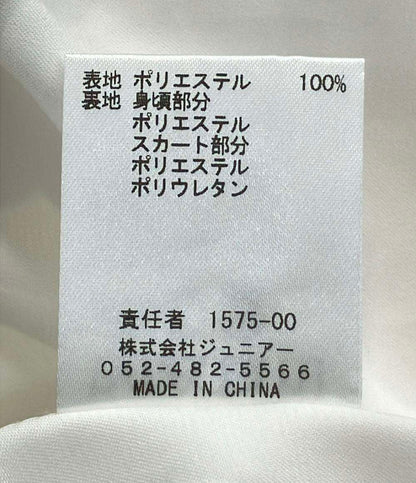 表地 ポリエステル 100%
裏地 身頃部分
ポリエステル
スカート部分
ポリエステル
ポリウレタン
責任者 1575-00
株式会社ジュニアー
052-482-5566
MADE IN CHINA